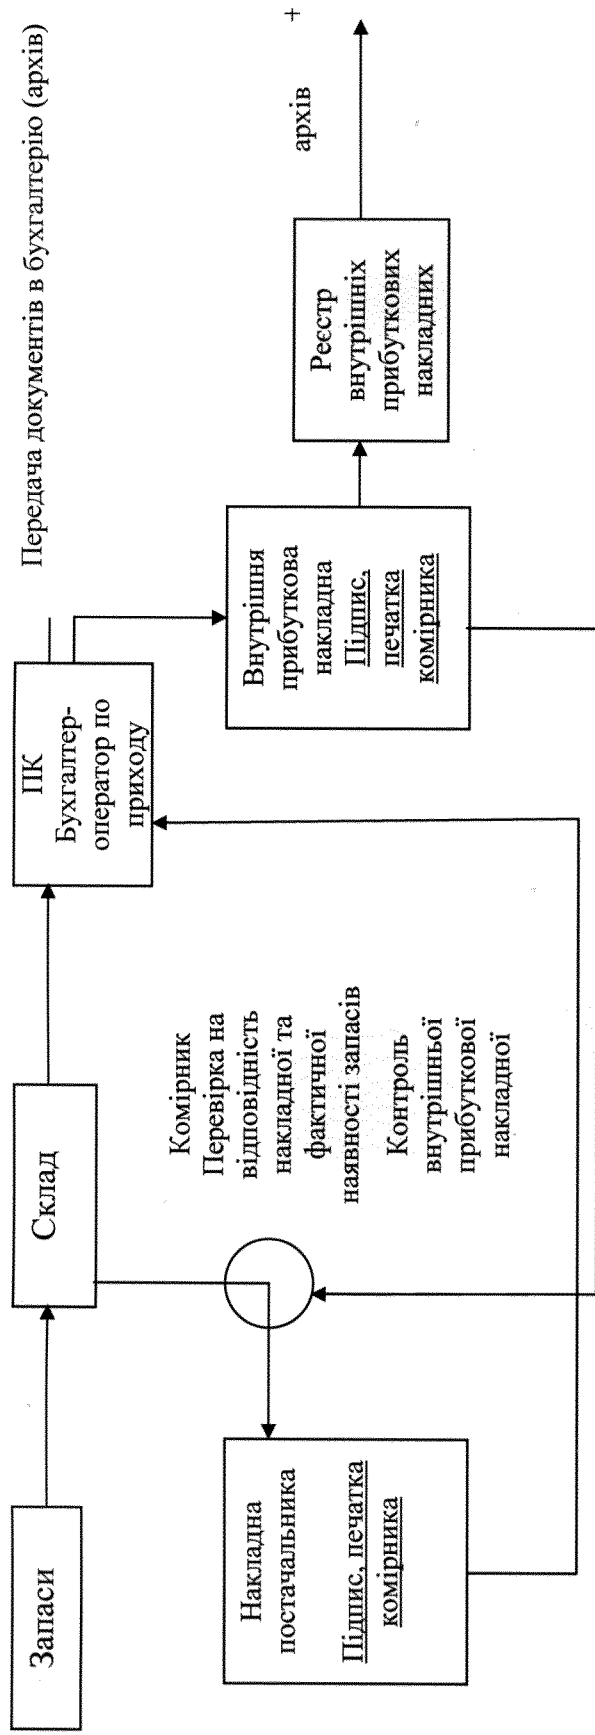 Запаси
Склад
ПК
Бухгалтер-
оператор по
приходу
Передача документів в бухгалтерію (архів)
Накладна
постачальника
Підпис, печатка
комірника
Комірник
Перевірка на
відповідність
накладної та
фактичної
наявності запасів
Контроль
внутрішньої
прибуткової
накладної
Внутрішня
прибуткова
накладна
Підпис,
печатка
комірника
Реєстр
внутрішніх
прибуткових
накладних
архів
+